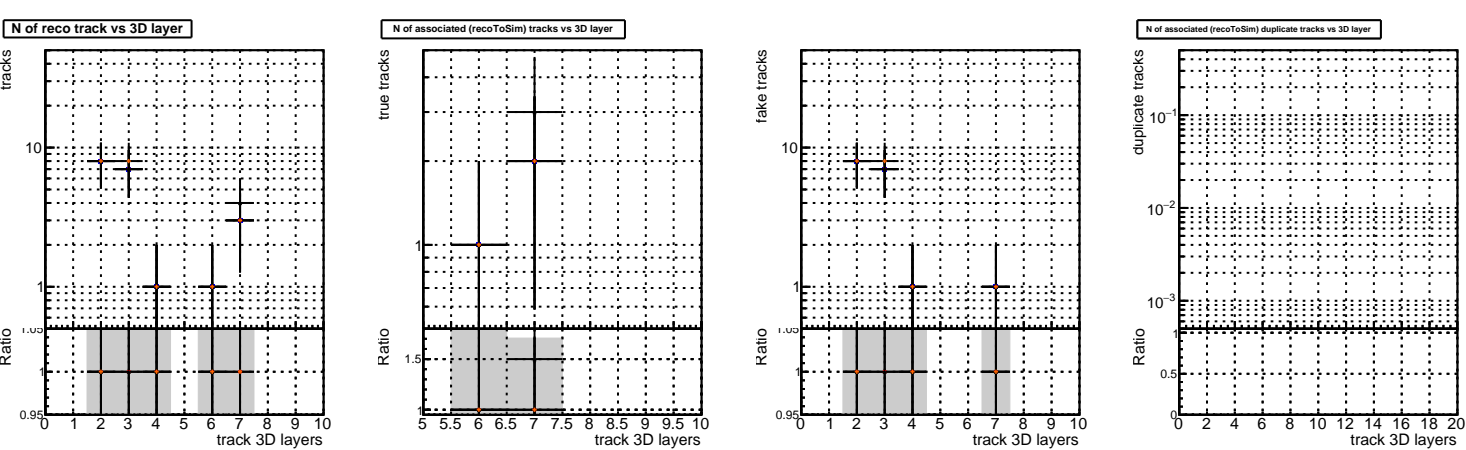 N of reco track vs 3D layer
tracks
10
1
1.05
Ratio
1
0.95
0 1 2 3 4 5 6 7 8 9 10
track 3D layers
N of associated (recoToSim) tracks vs 3D layer
true tracks
1
Ratio
1.5
1
5 5.5 6 6.5 7 7.5 8 8.5 9 9.5 10
track 3D layers
fake tracks
10
1
1.05
Ratio
1
0.95
0 1 2 3 4 5 6 7 8 9 10
track 3D layers
N of associated (recoToSim) duplicate tracks vs 3D layer
duplicate tracks
10⁻¹
10⁻²
10⁻³
Ratio
1
0.5
0
0 2 4 6 8 10 12 14 16 18 20
track 3D layers